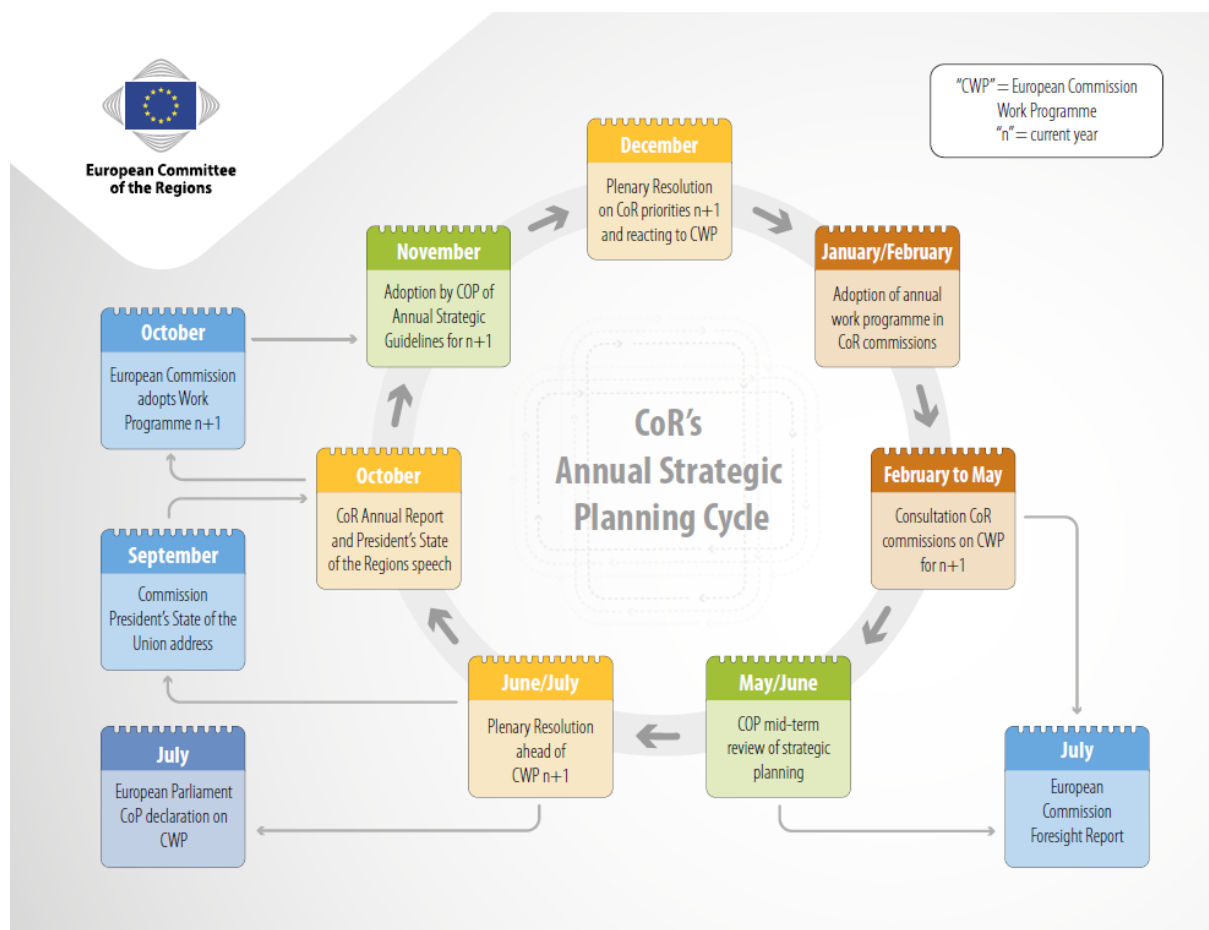 European Committee
of the Regions
“CWP” = European Commission
Work Programme
“n” = current year
December
Plenary Resolution
on CoR priorities n+1
and reacting to CWP
November
Adoption by COP of
Annual Strategic
Guidelines for n+1
January/February
Adoption of annual
work programme in
CoR commissions
October
European Commission
adopts Work
Programme n+1
CoR’s
Annual Strategic
Planning Cycle
October
CoR Annual Report
and President’s State
of the Regions speech
February to May
Consultation CoR
commissions on CWP
for n+1
September
Commission
President’s State of the
Union address
June/July
Plenary Resolution
ahead of
CWP n+1
May/June
COP mid-term
review of strategic
planning
July
European Parliament
CoP declaration on
CWP
July
European
Commission
Foresight Report